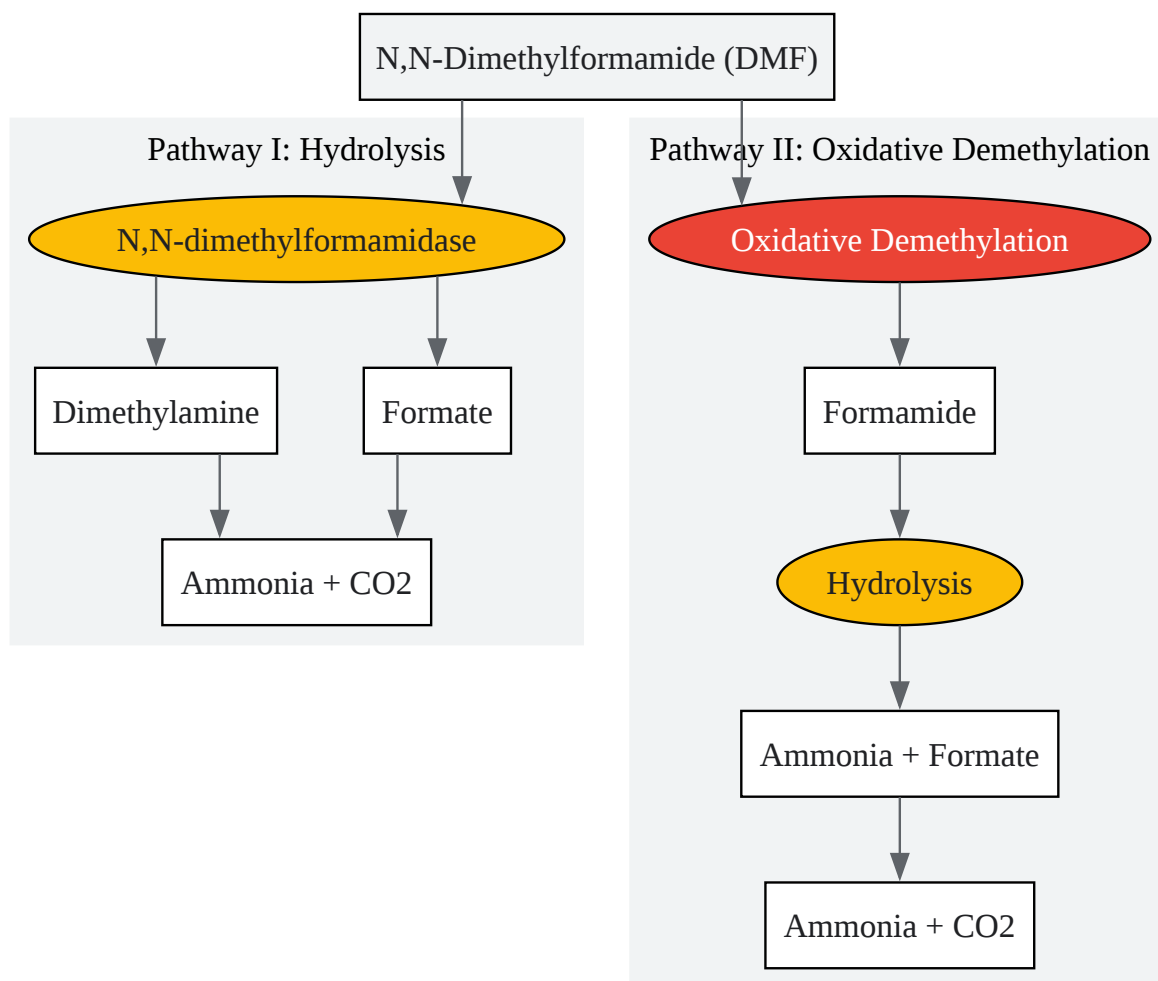 N,N-Dimethylformamide (DMF)
Pathway I: Hydrolysis
N,N-dimethylformamidase
Dimethylamine
Formate
Ammonia + CO2
Pathway II: Oxidative Demethylation
Oxidative Demethylation
Formamide
Hydrolysis
Ammonia + Formate
Ammonia + CO2